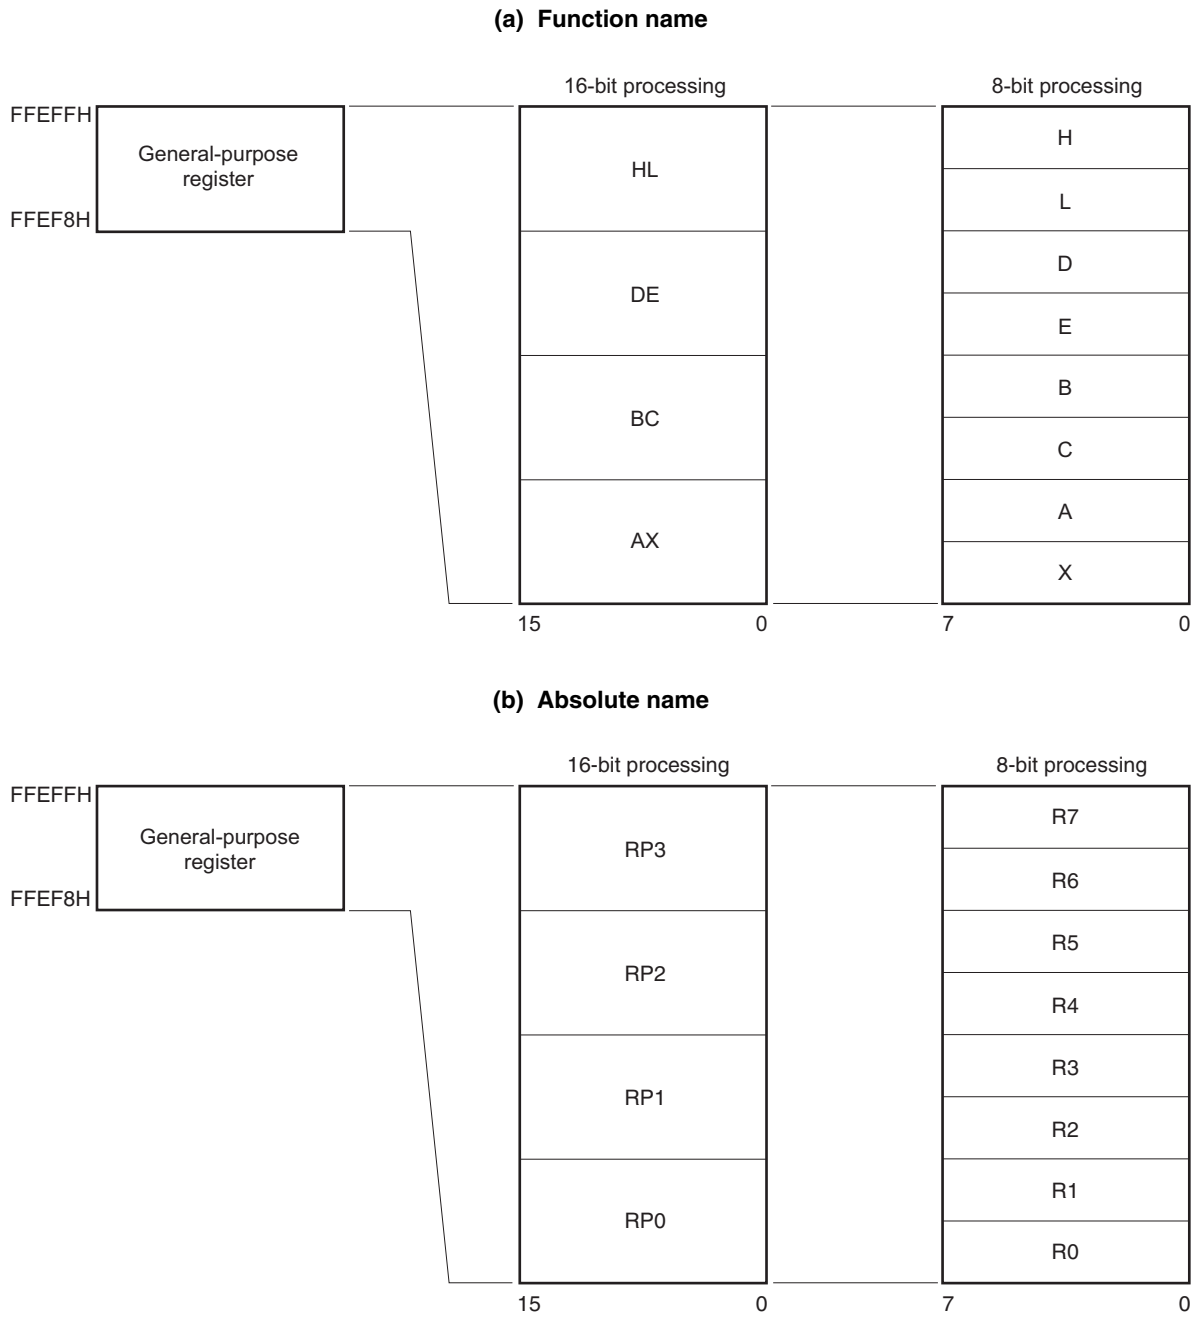 (a) Function name
16-bit processing
8-bit processing
FFEFFH
General-purpose
register
FFEF8H
HL
DE
BC
AX
H
L
D
E
B
C
A
X
15
0
7
0
(b) Absolute name
16-bit processing
8-bit processing
FFEFFH
General-purpose
register
FFEF8H
RP3
RP2
RP1
RP0
R7
R6
R5
R4
R3
R2
R1
R0
15
0
7
0